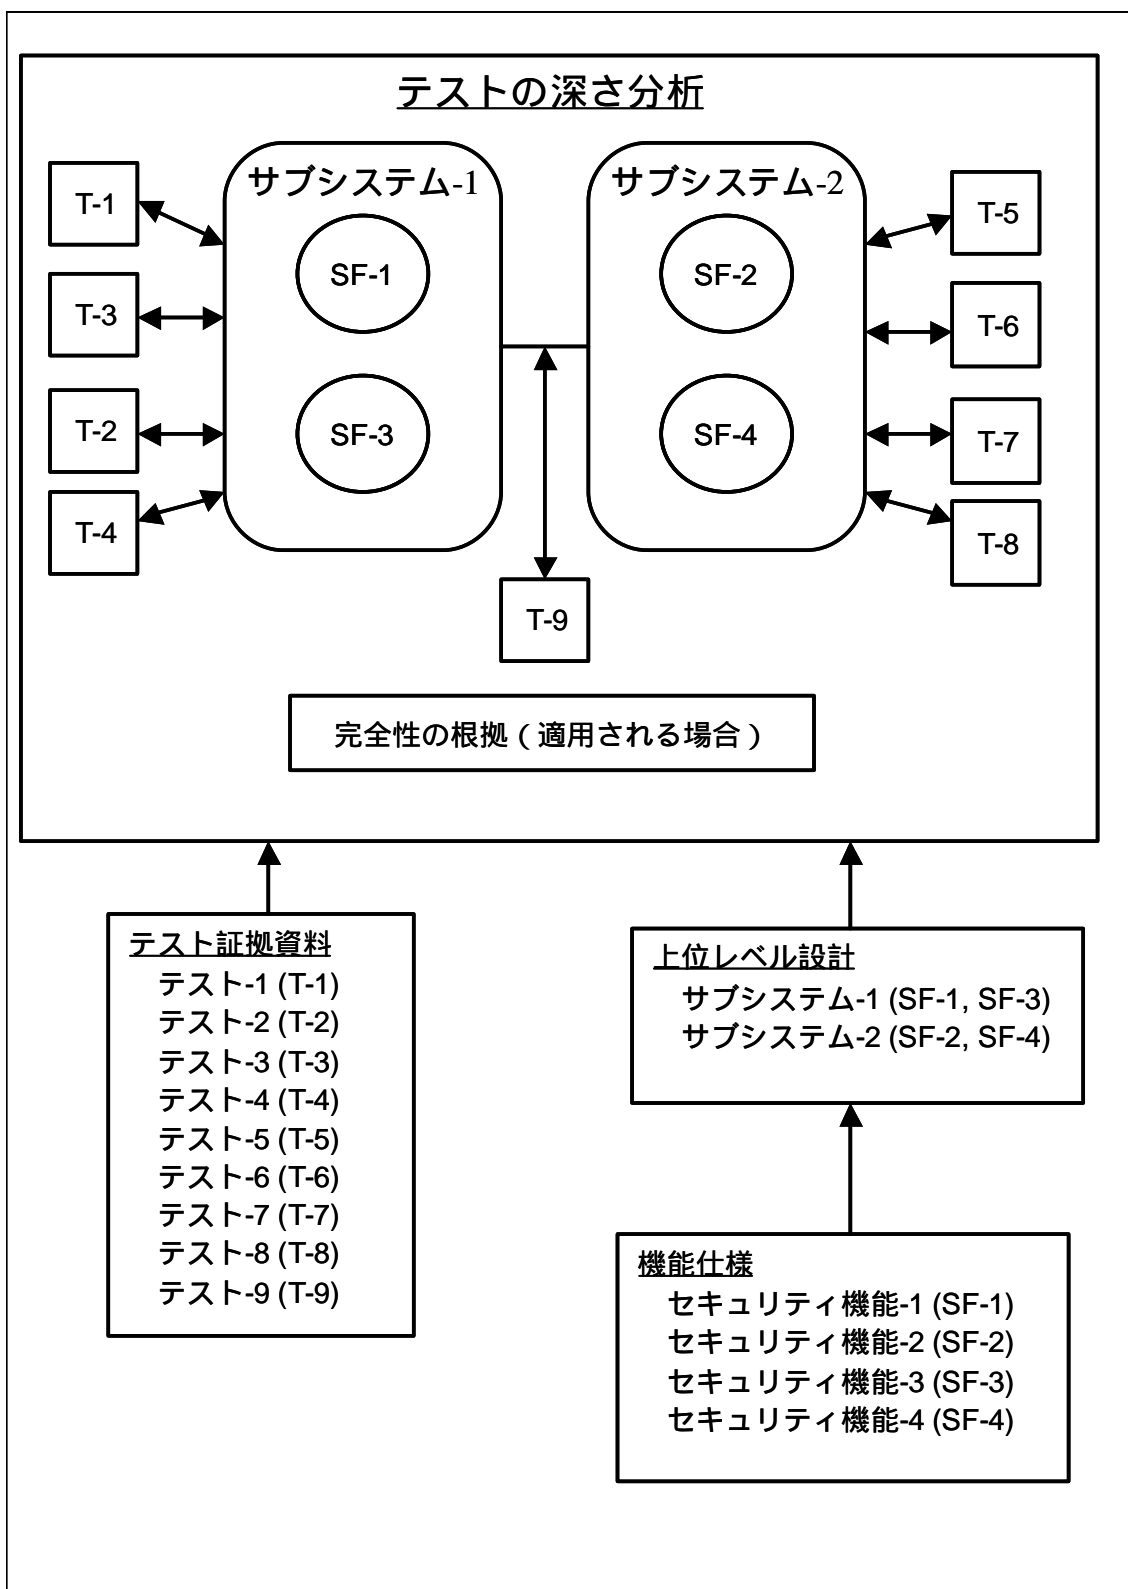 テストの深さ分析
サブシステム-1
サブシステム-2
T-1
T-3
T-2
T-4
SF-1
SF-3
SF-2
SF-4
T-5
T-6
T-7
T-8
T-9
完全性の根拠（適用される場合）
テスト証拠資料
テスト-1 (T-1)
テスト-2 (T-2)
テスト-3 (T-3)
テスト-4 (T-4)
テスト-5 (T-5)
テスト-6 (T-6)
テスト-7 (T-7)
テスト-8 (T-8)
テスト-9 (T-9)
上位レベル設計
サブシステム-1 (SF-1, SF-3)
サブシステム-2 (SF-2, SF-4)
機能仕様
セキュリティ機能-1 (SF-1)
セキュリティ機能-2 (SF-2)
セキュリティ機能-3 (SF-3)
セキュリティ機能-4 (SF-4)